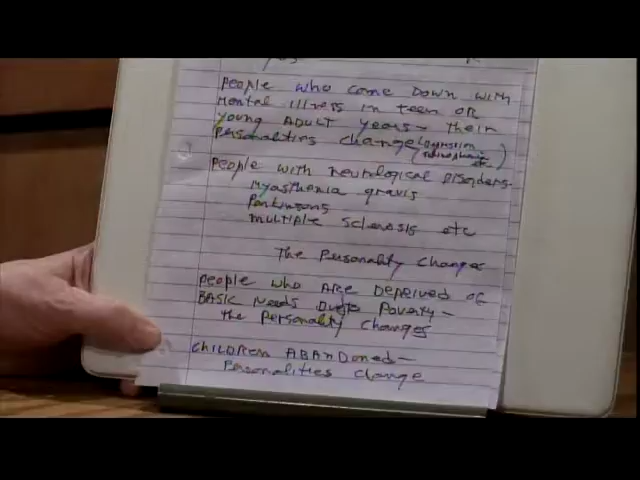 People who come down with
mental illness in teen or
young adult years - their
personalities change (Depression
etc)
People with neurological disorders-
myasthenia gravis
Parkinsons
multiple sclerosis etc
The Personality Changes
People who are deprived of
BASIC Needs Due to Poverty -
the Personality Changes
CHILDREN ABANDoned -
Personalities change